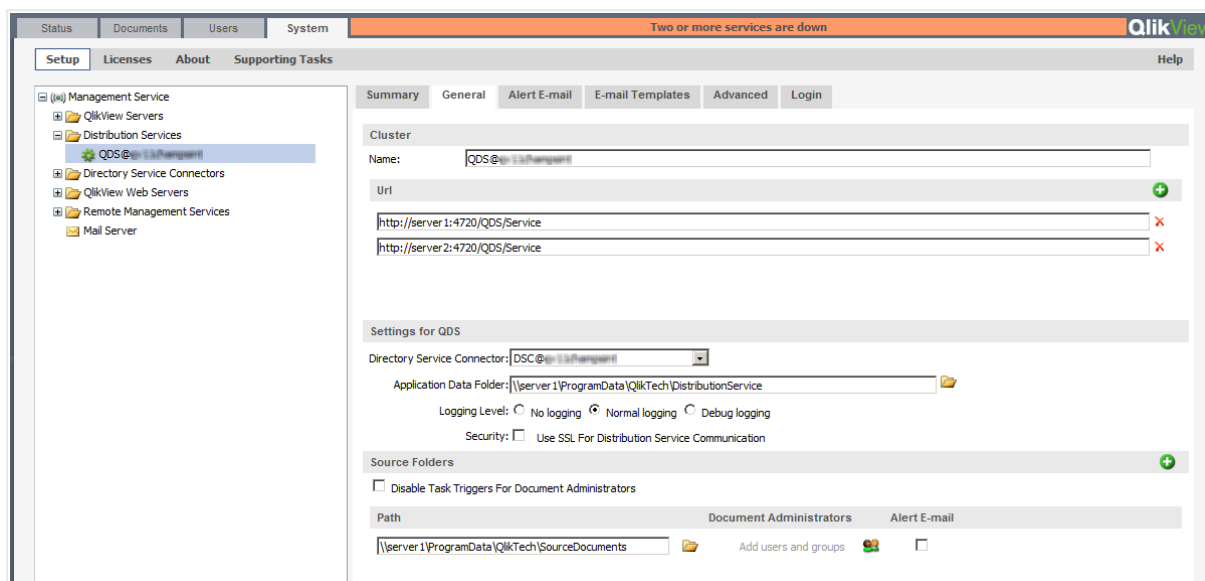 Status Documents Users System Two or more services are down QlikView
Setup Licenses About Supporting Tasks Help
Management Service
QlikView Servers
Distribution Services
QDS@
Directory Service Connectors
QlikView Web Servers
Remote Management Services
Mail Server
Summary General Alert E-mail E-mail Templates Advanced Login
Cluster
Name: QDS@
Url
http://server1:4720/QDS/Service
http://server2:4720/QDS/Service
Settings for QDS
Directory Service Connector: DSC@
Application Data Folder: \\server1\ProgramData\QlikTech\DistributionService
Logging Level: No logging Normal logging Debug logging
Security: Use SSL For Distribution Service Communication
Source Folders
Disable Task Triggers For Document Administrators
Path Document Administrators Alert E-mail
\\server1\ProgramData\QlikTech\SourceDocuments Add users and groups